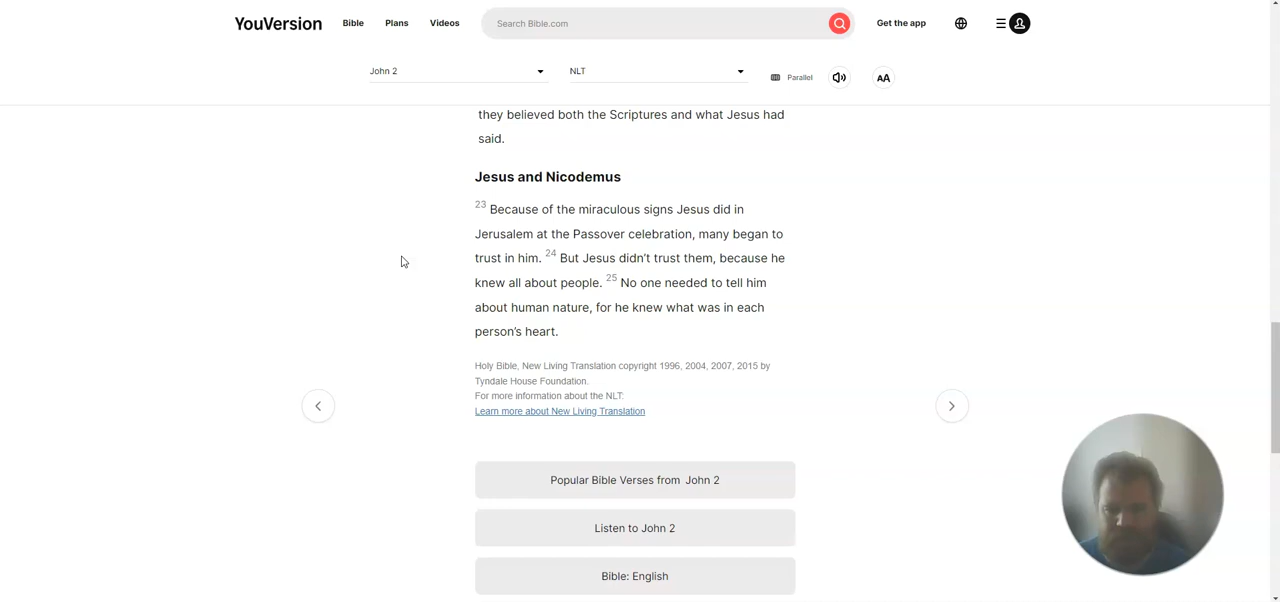 YouVersion Bible Plans Videos Search Bible.com Get the app
John 2 NLT Parallel AA
they believed both the Scriptures and what Jesus had
said.
Jesus and Nicodemus
23 Because of the miraculous signs Jesus did in
Jerusalem at the Passover celebration, many began to
trust in him. 24 But Jesus didn’t trust them, because he
knew all about people. 25 No one needed to tell him
about human nature, for he knew what was in each
person’s heart.
Holy Bible, New Living Translation copyright 1996, 2004, 2007, 2015 by
Tyndale House Foundation.
For more information about the NLT:
Learn more about New Living Translation
Popular Bible Verses from John 2
Listen to John 2
Bible: English